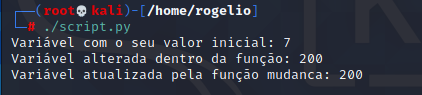 (root💀kali)-[/home/rogelio]
# ./script.py
Variável com o seu valor inicial: 7
Variável alterada dentro da função: 200
Variável atualizada pela função mudanca: 200